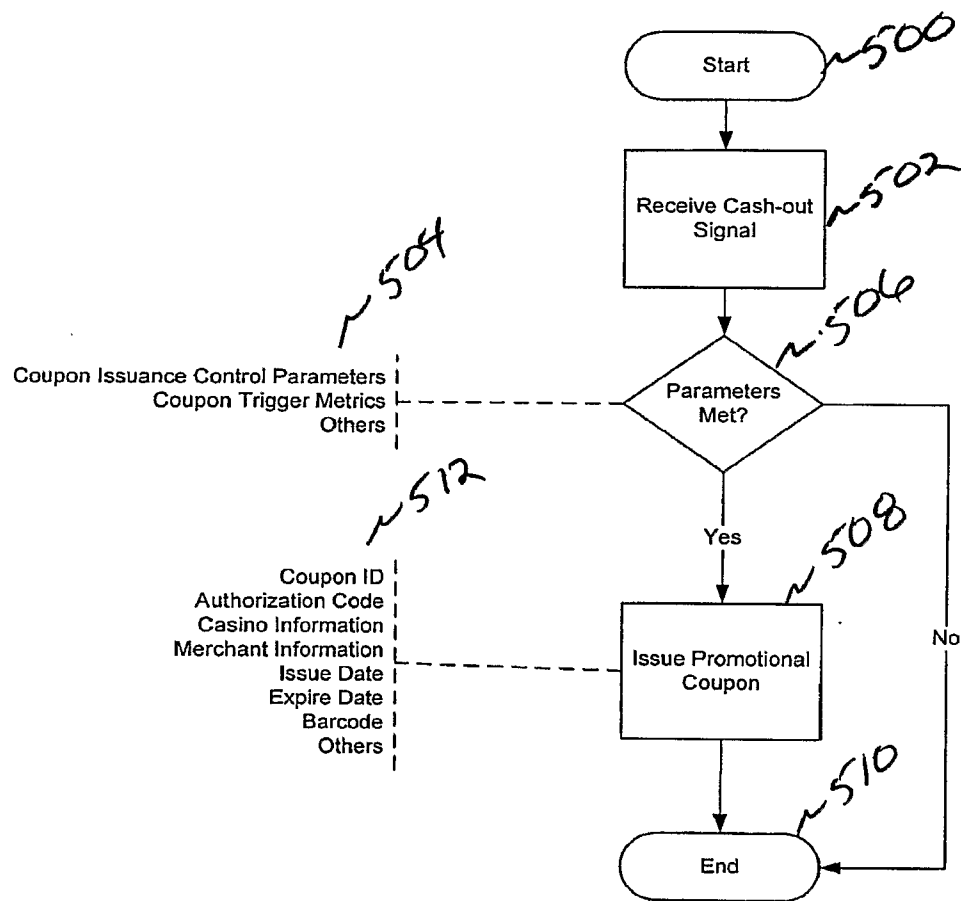 Start
500
Receive Cash-out
Signal
502
504
506
Coupon Issuance Control Parameters
Coupon Trigger Metrics
Others
Parameters
Met?
512
Yes
508
Coupon ID
Authorization Code
Casino Information
Merchant Information
Issue Date
Expire Date
Barcode
Others
Issue Promotional
Coupon
No
510
End